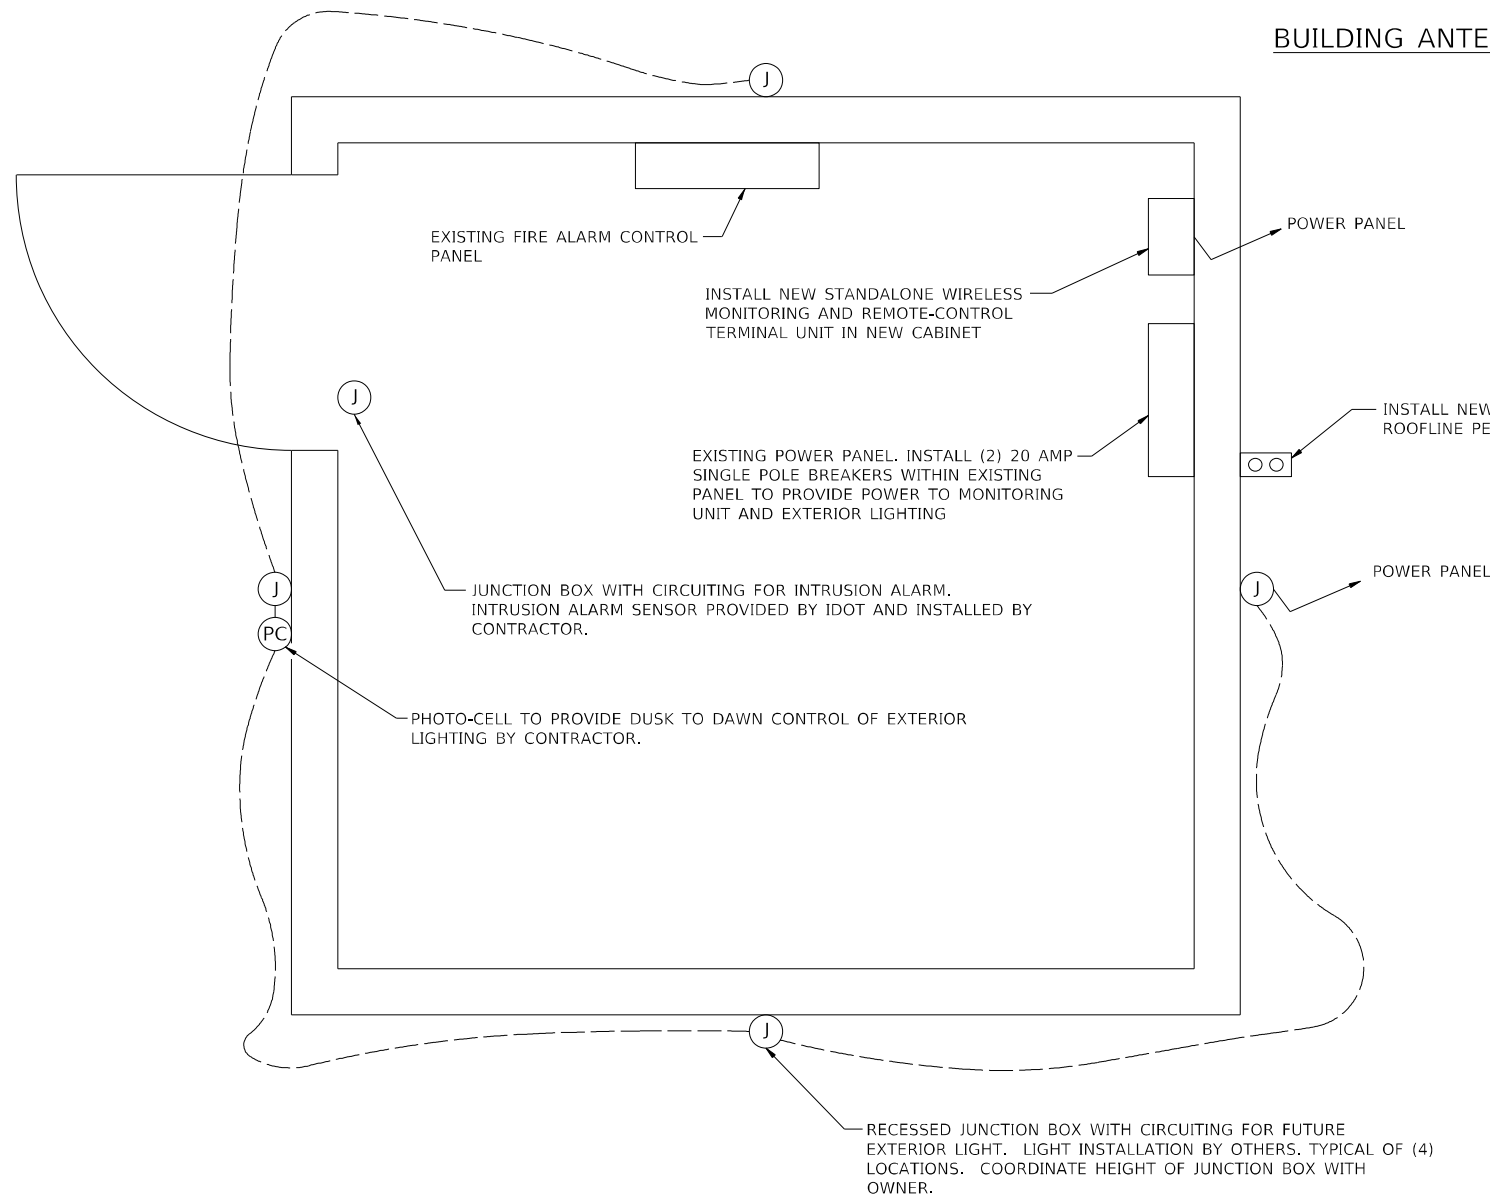 BUILDING ANTE
J
EXISTING FIRE ALARM CONTROL
PANEL
POWER PANEL
INSTALL NEW STANDALONE WIRELESS
MONITORING AND REMOTE-CONTROL
TERMINAL UNIT IN NEW CABINET
J
INSTALL NEW
ROOFLINE PE
EXISTING POWER PANEL. INSTALL (2) 20 AMP
SINGLE POLE BREAKERS WITHIN EXISTING
PANEL TO PROVIDE POWER TO MONITORING
UNIT AND EXTERIOR LIGHTING
POWER PANEL
J
J
JUNCTION BOX WITH CIRCUITING FOR INTRUSION ALARM.
INTRUSION ALARM SENSOR PROVIDED BY IDOT AND INSTALLED BY
CONTRACTOR.
PC
PHOTO-CELL TO PROVIDE DUSK TO DAWN CONTROL OF EXTERIOR
LIGHTING BY CONTRACTOR.
J
RECESSED JUNCTION BOX WITH CIRCUITING FOR FUTURE
EXTERIOR LIGHT. LIGHT INSTALLATION BY OTHERS. TYPICAL OF (4)
LOCATIONS. COORDINATE HEIGHT OF JUNCTION BOX WITH
OWNER.